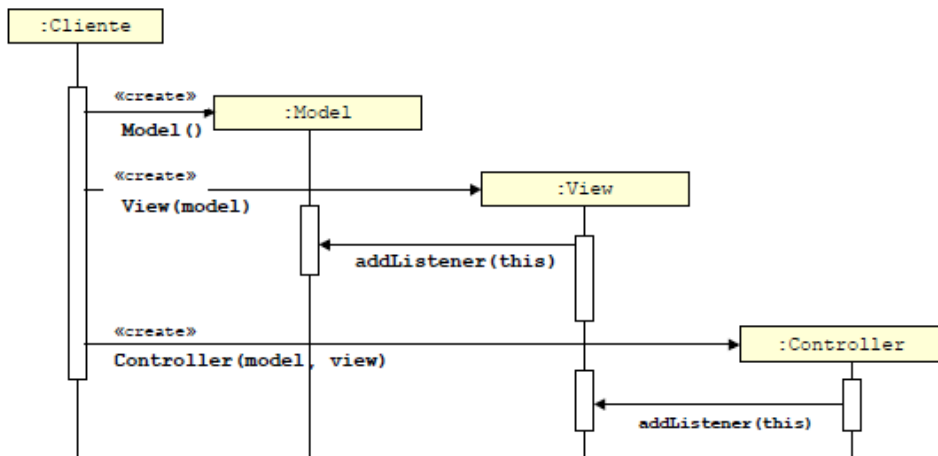 :Cliente
«create»
:Model
Model()
«create»
:View
View(model)
addListener(this)
«create»
:Controller
Controller(model, view)
addListener(this)